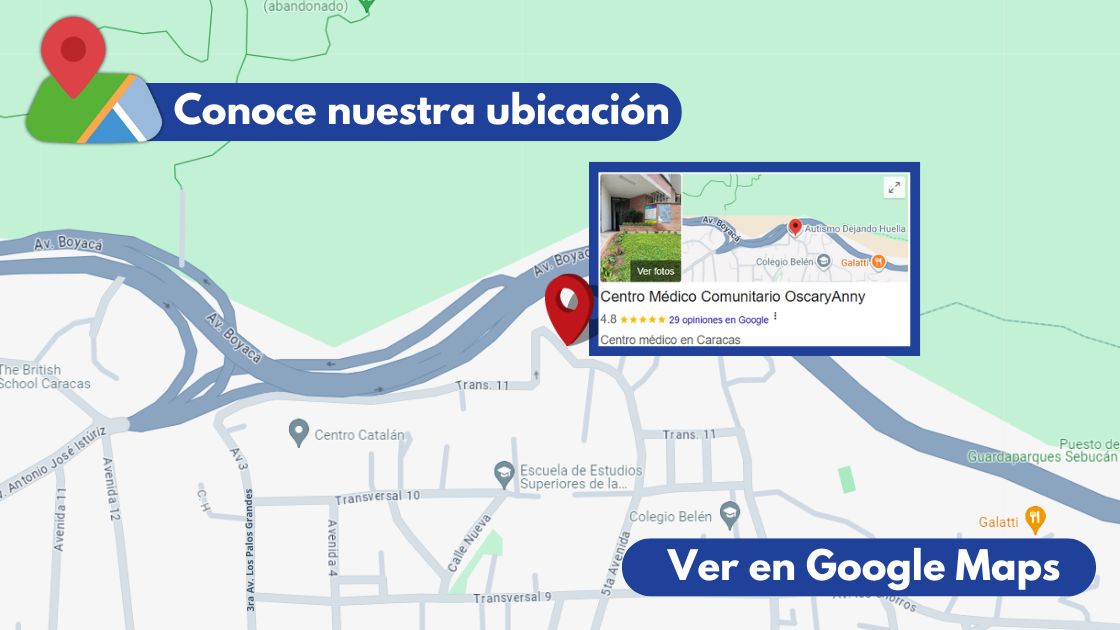 (abandonado)
Conoce nuestra ubicación
Av. Boyacá
Av. Boyacá
Av. Boyacá
Ver fotos
Av. Boyacá
Autismo Dejando Huella
Colegio Belén
Galatti
Centro Médico Comunitario OscaryAnny
4.8 ★★★★★ 29 opiniones en Google
Centro médico en Caracas
The British
School Caracas
Trans. 11
Trans. 11
Centro Catalán
Av. Antonio José Istúriz
Av 3
Puesto de
Guardaparques Sebucán
Escuela de Estudios
Superiores de la...
Avenida 11
Avenida 12
C. H
3ra Av. Los Palos Grandes
Transversal 10
Avenida 4
Calle Nueva
Colegio Belén
Galatti
5ta Avenida
Ver en Google Maps
Transversal 9